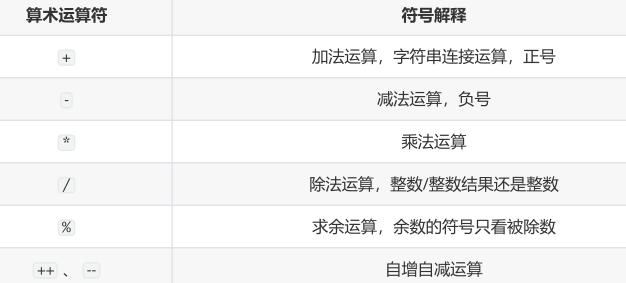 算术运算符 符号解释
+ 加法运算，字符串连接运算，正号
- 减法运算，负号
* 乘法运算
/ 除法运算，整数/整数结果还是整数
% 求余运算，余数的符号只看被除数
++ 、 -- 自增自减运算